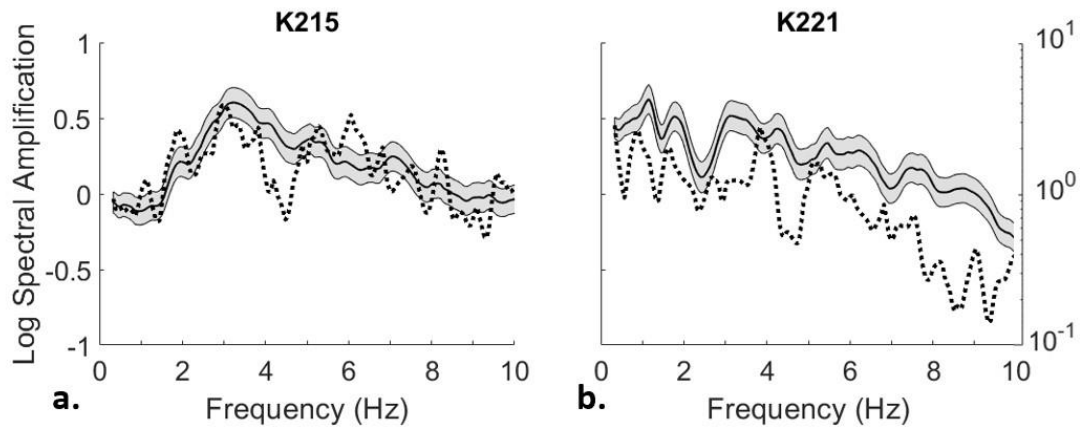 K215
K221
Log Spectral Amplification
1
0.5
0
-0.5
-1
10^1
10^0
10^-1
0 2 4 6 8 10
0 2 4 6 8 10
a. Frequency (Hz)
b. Frequency (Hz)